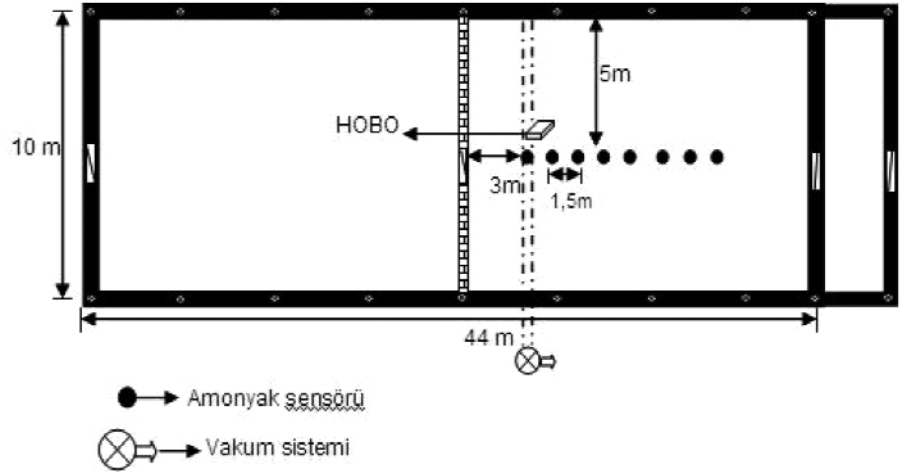 5m
HOBO
10 m
3m
1,5m
44 m
Amonyak sensörü
Vakum sistemi